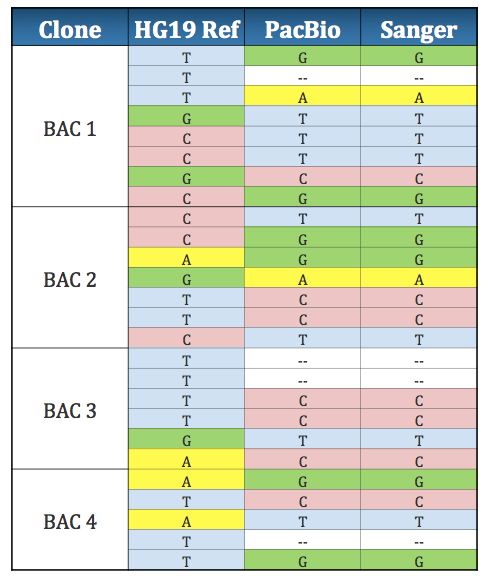 Clone HG19 Ref PacBio Sanger
BAC 1
T G G
T -- --
T A A
G T T
C T T
C T T
G C C
C G G
BAC 2
C T T
C G G
A G G
G A A
T C C
T C C
C T T
BAC 3
T -- --
T -- --
T C C
T C C
G T T
A C C
BAC 4
A G G
T C C
A T T
T -- --
T G G